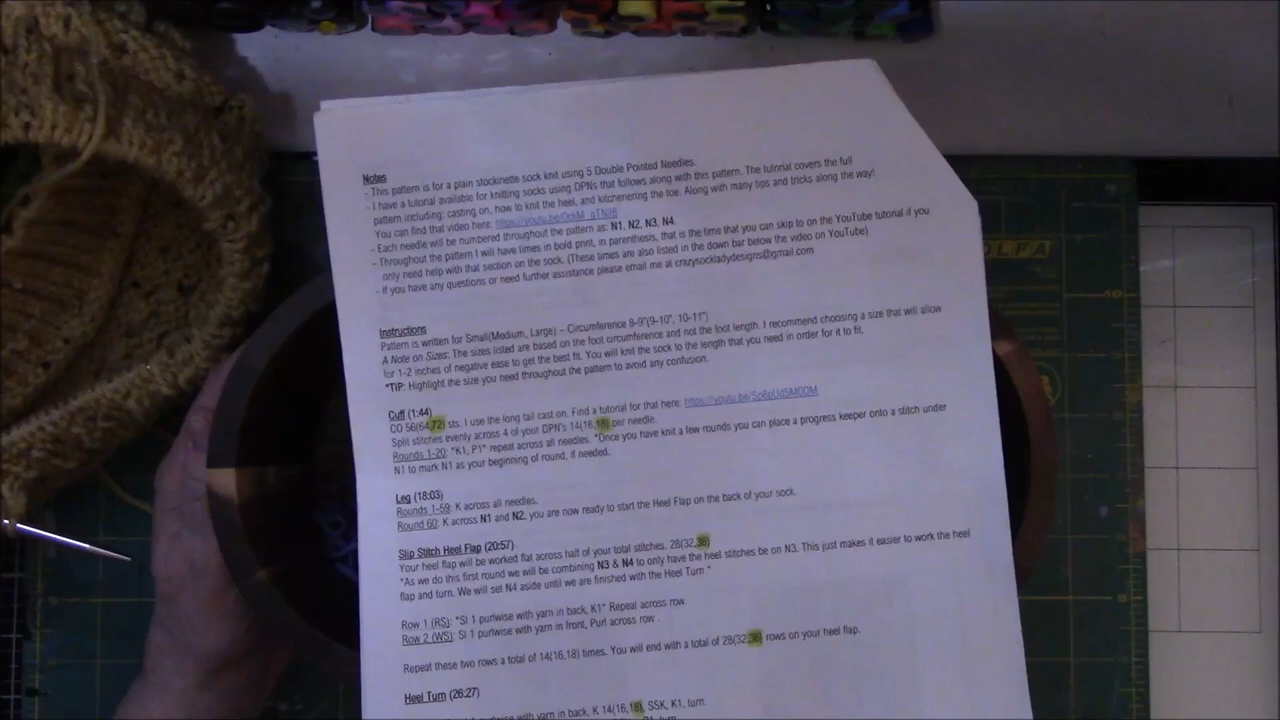 Notes
- This pattern is for a plain stockinette sock knit using 5 Double Pointed Needles.
- I have a tutorial available for knitting socks using DPNs that follows along with this pattern. The tutorial covers the full
pattern including: casting on, how to knit the heel, and kitchenering the toe. Along with many tips and tricks along the way!
You can find that video here:
- Each needle will be numbered throughout the pattern as: N1, N2, N3, N4.
- Throughout the pattern I will have times in bold print, in parenthesis, that is the time that you can skip to on the YouTube tutorial if you
only need help with that section on the sock. (These times are also listed in the down bar below the video on YouTube)
- If you have any questions or need further assistance please email me at crazysockladydesigns@gmail.com
Instructions
Pattern is written for Small(Medium, Large) – Circumference 8-9"(9-10", 10-11")
A Note on Sizes: The sizes listed are based on the foot circumference and not the foot length. I recommend choosing a size that will allow
for 1-2 inches of negative ease to get the best fit. You will knit the sock to the length that you need in order for it to fit.
*TIP: Highlight the size you need throughout the pattern to avoid any confusion.
Cuff (1:44)
CO 56(64,72) sts. I use the long tail cast on. Find a tutorial for that here:
Split stitches evenly across 4 of your DPN's 14(16,18) per needle.
Rounds 1-20: *K1, P1* repeat across all needles. *Once you have knit a few rounds you can place a progress keeper onto a stitch under
N1 to mark N1 as your beginning of round, if needed.
Leg (18:03)
Rounds 1-59: K across all needles.
Round 60: K across N1 and N2, you are now ready to start the Heel Flap on the back of your sock.
Slip Stitch Heel Flap (20:57)
Your heel flap will be worked flat across half of your total stitches. 28(32,36)
*As we do this first round we will be combining N3 & N4 to only have the heel stitches be on N3. This just makes it easier to work the heel
flap and turn. We will set N4 aside until we are finished with the Heel Turn *
Row 1 (RS): *Sl 1 purlwise with yarn in back, K1* Repeat across row.
Row 2 (WS): Sl 1 purlwise with yarn in front, Purl across row .
Repeat these two rows a total of 14(16,18) times. You will end with a total of 28(32,36) rows on your heel flap.
Heel Turn (26:27)
purlwise with yarn in back, K 14(16,18), SSK, K1, turn.
OLFA